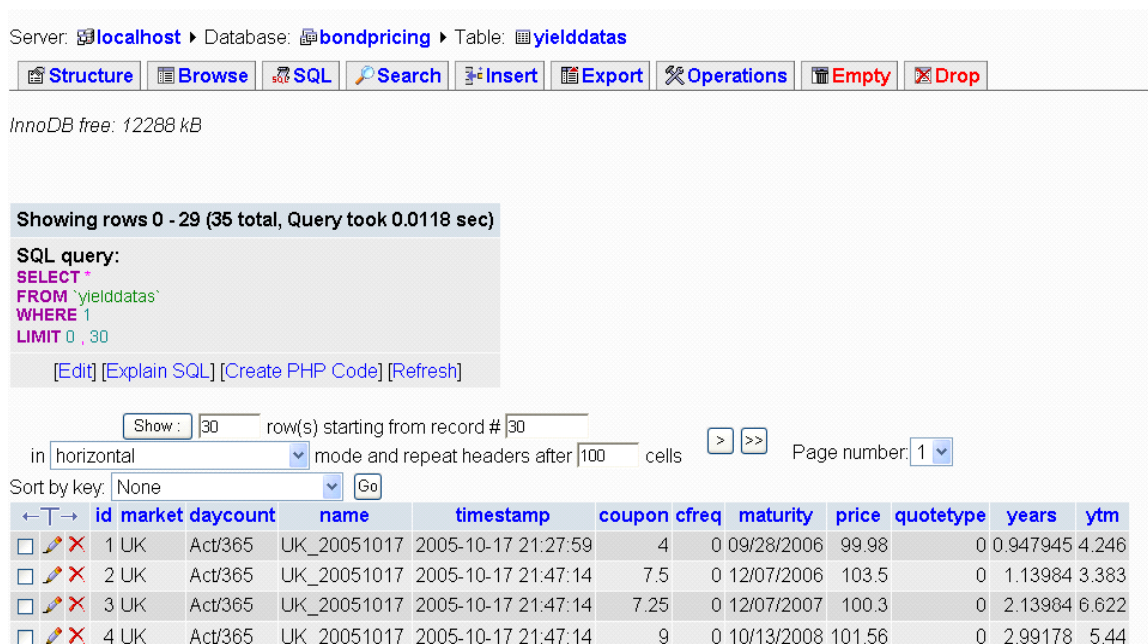 Server: localhost ▸ Database: bondpricing ▸ Table: yielddatas
Structure Browse SQL Search Insert Export Operations Empty Drop
InnoDB free: 12288 kB
Showing rows 0 - 29 (35 total, Query took 0.0118 sec)
SQL query:
SELECT *
FROM `yielddatas`
WHERE 1
LIMIT 0 , 30
[Edit] [Explain SQL] [Create PHP Code] [Refresh]
Show : 30 row(s) starting from record # 30
in horizontal mode and repeat headers after 100 cells > >> Page number: 1
Sort by key: None Go
←T→ id market daycount name timestamp coupon cfreq maturity price quotetype years ytm
1 UK Act/365 UK_20051017 2005-10-17 21:27:59 4 0 09/28/2006 99.98 0 0.947945 4.246
2 UK Act/365 UK_20051017 2005-10-17 21:47:14 7.5 0 12/07/2006 103.5 0 1.13984 3.383
3 UK Act/365 UK_20051017 2005-10-17 21:47:14 7.25 0 12/07/2007 100.3 0 2.13984 6.622
4 UK Act/365 UK_20051017 2005-10-17 21:47:14 9 0 10/13/2008 101.56 0 2.99178 5.44